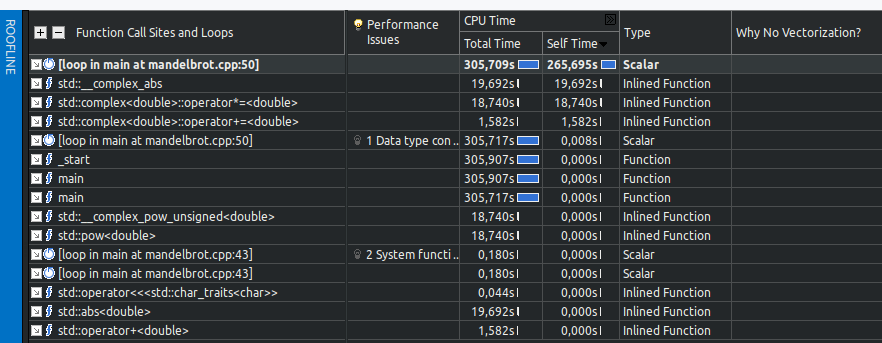 ROOFLINE
Function Call Sites and Loops Performance Issues CPU Time Type Why No Vectorization?
Total Time Self Time
[loop in main at mandelbrot.cpp:50] 305,709s 265,695s Scalar
std::__complex_abs 19,692s 19,692s Inlined Function
std::complex<double>::operator*=<double> 18,740s 18,740s Inlined Function
std::complex<double>::operator+=<double> 1,582s 1,582s Inlined Function
[loop in main at mandelbrot.cpp:50] 1 Data type con... 305,717s 0,008s Scalar
_start 305,907s 0,000s Function
main 305,907s 0,000s Function
main 305,717s 0,000s Function
std::__complex_pow_unsigned<double> 18,740s 0,000s Inlined Function
std::pow<double> 18,740s 0,000s Inlined Function
[loop in main at mandelbrot.cpp:43] 2 System functi... 0,180s 0,000s Scalar
[loop in main at mandelbrot.cpp:43] 0,180s 0,000s Scalar
std::operator<<<std::char_traits<char>> 0,044s 0,000s Inlined Function
std::abs<double> 19,692s 0,000s Inlined Function
std::operator+<double> 1,582s 0,000s Inlined Function